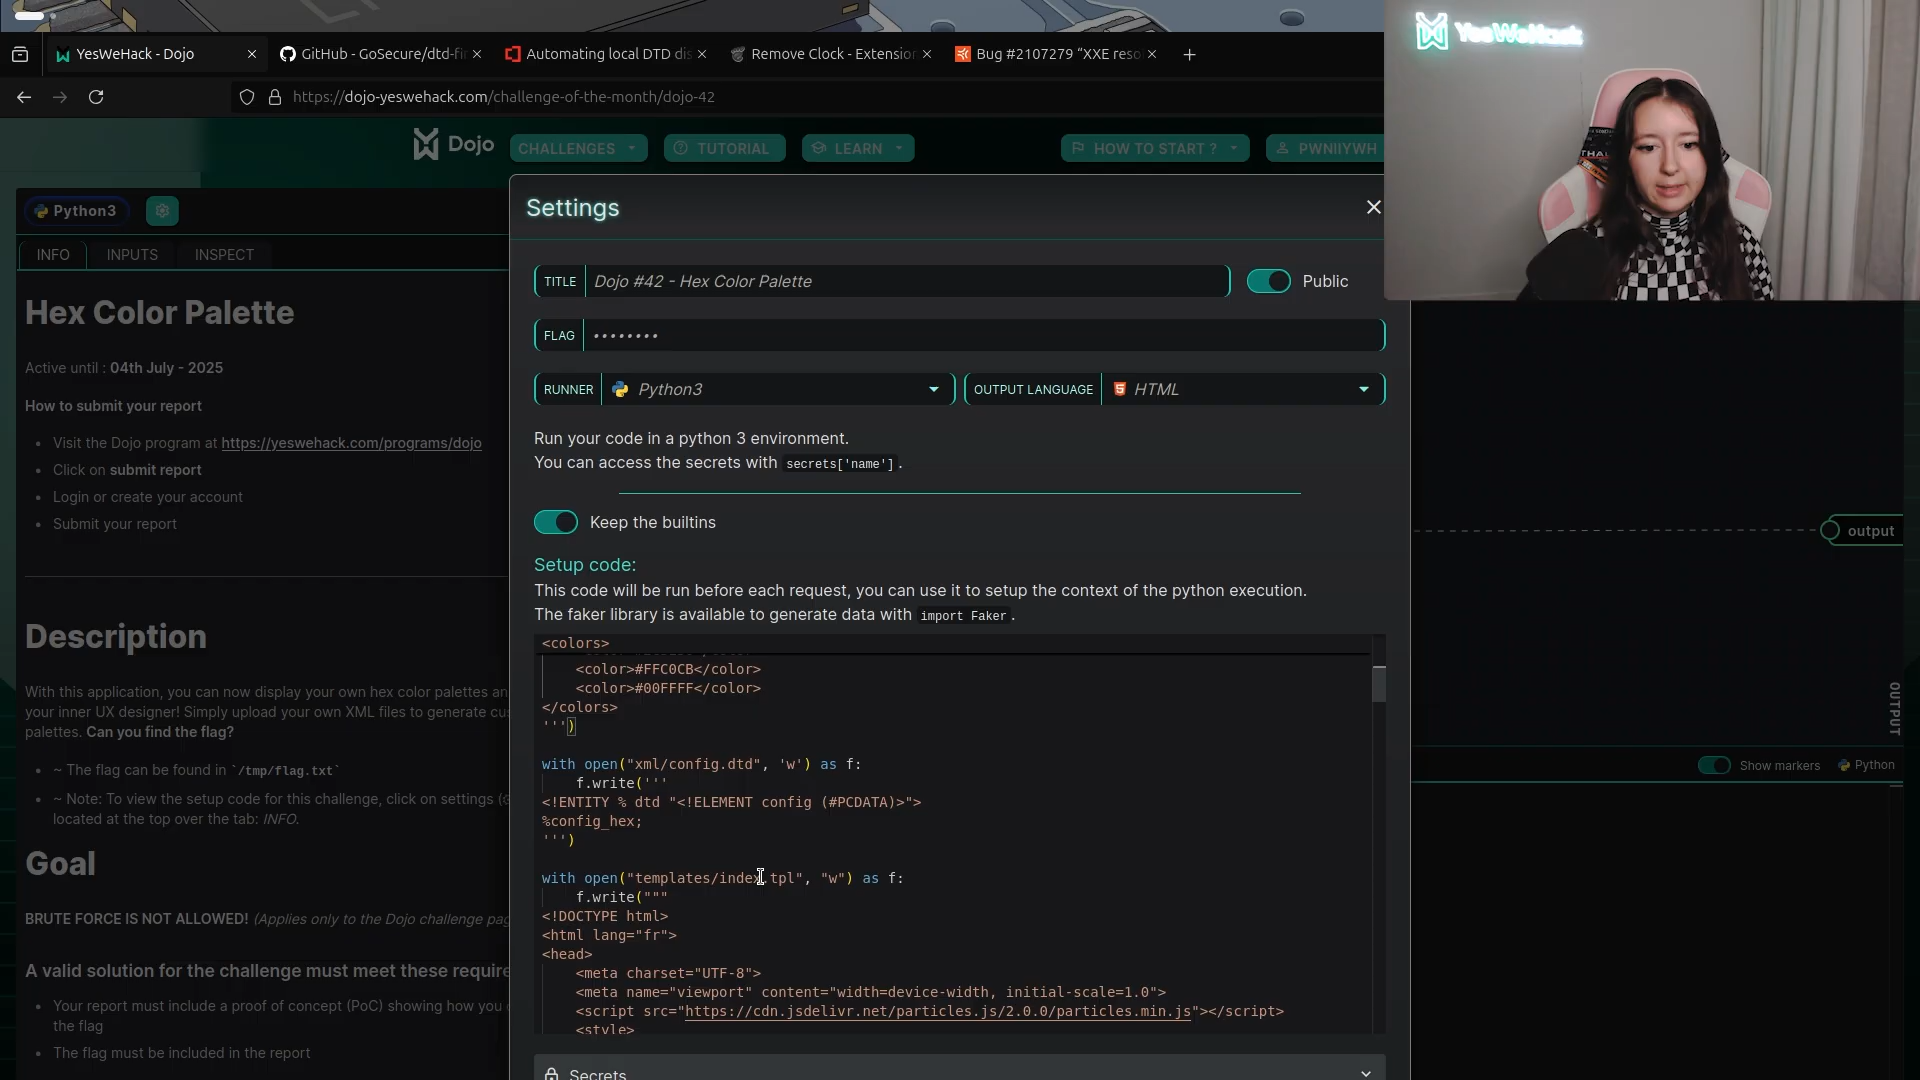 YesWeHack - Dojo
GitHub - GoSecure/dtd-fi
Automating local DTD dis
Remove Clock - Extension
Bug #2107279 “XXE reso
https://dojo-yeswehack.com/challenge-of-the-month/dojo-42
YesWeHack
Dojo
CHALLENGES
TUTORIAL
LEARN
HOW TO START ?
PWNIIYWH
Python3
INFO
INPUTS
INSPECT
Hex Color Palette
Active until : 04th July - 2025
How to submit your report
Visit the Dojo program at https://yeswehack.com/programs/dojo
Click on submit report
Login or create your account
Submit your report
Description
With this application, you can now display your own hex color palettes an
your inner UX designer! Simply upload your own XML files to generate cus
palettes. Can you find the flag?
~ The flag can be found in `/tmp/flag.txt`
~ Note: To view the setup code for this challenge, click on settings (
located at the top over the tab: INFO.
Goal
BRUTE FORCE IS NOT ALLOWED! (Applies only to the Dojo challenge pag
A valid solution for the challenge must meet these require
Your report must include a proof of concept (PoC) showing how you
the flag
The flag must be included in the report
Settings
TITLE Dojo #42 - Hex Color Palette
Public
FLAG ••••••••
RUNNER Python3
OUTPUT LANGUAGE HTML
Run your code in a python 3 environment.
You can access the secrets with secrets['name'].
Keep the builtins
Setup code:
This code will be run before each request, you can use it to setup the context of the python execution.
The faker library is available to generate data with import Faker.
<colors>
<color>#FFC0CB</color>
<color>#00FFFF</color>
</colors>
''')
with open("xml/config.dtd", 'w') as f:
f.write('''
<!ENTITY % dtd "<!ELEMENT config (#PCDATA)>">
%config_hex;
''')
with open("templates/index.tpl", "w") as f:
f.write("""
<!DOCTYPE html>
<html lang="fr">
<head>
<meta charset="UTF-8">
<meta name="viewport" content="width=device-width, initial-scale=1.0">
<script src="https://cdn.jsdelivr.net/particles.js/2.0.0/particles.min.js"></script>
<style>
Secrets
output
OUTPUT
Show markers
Python